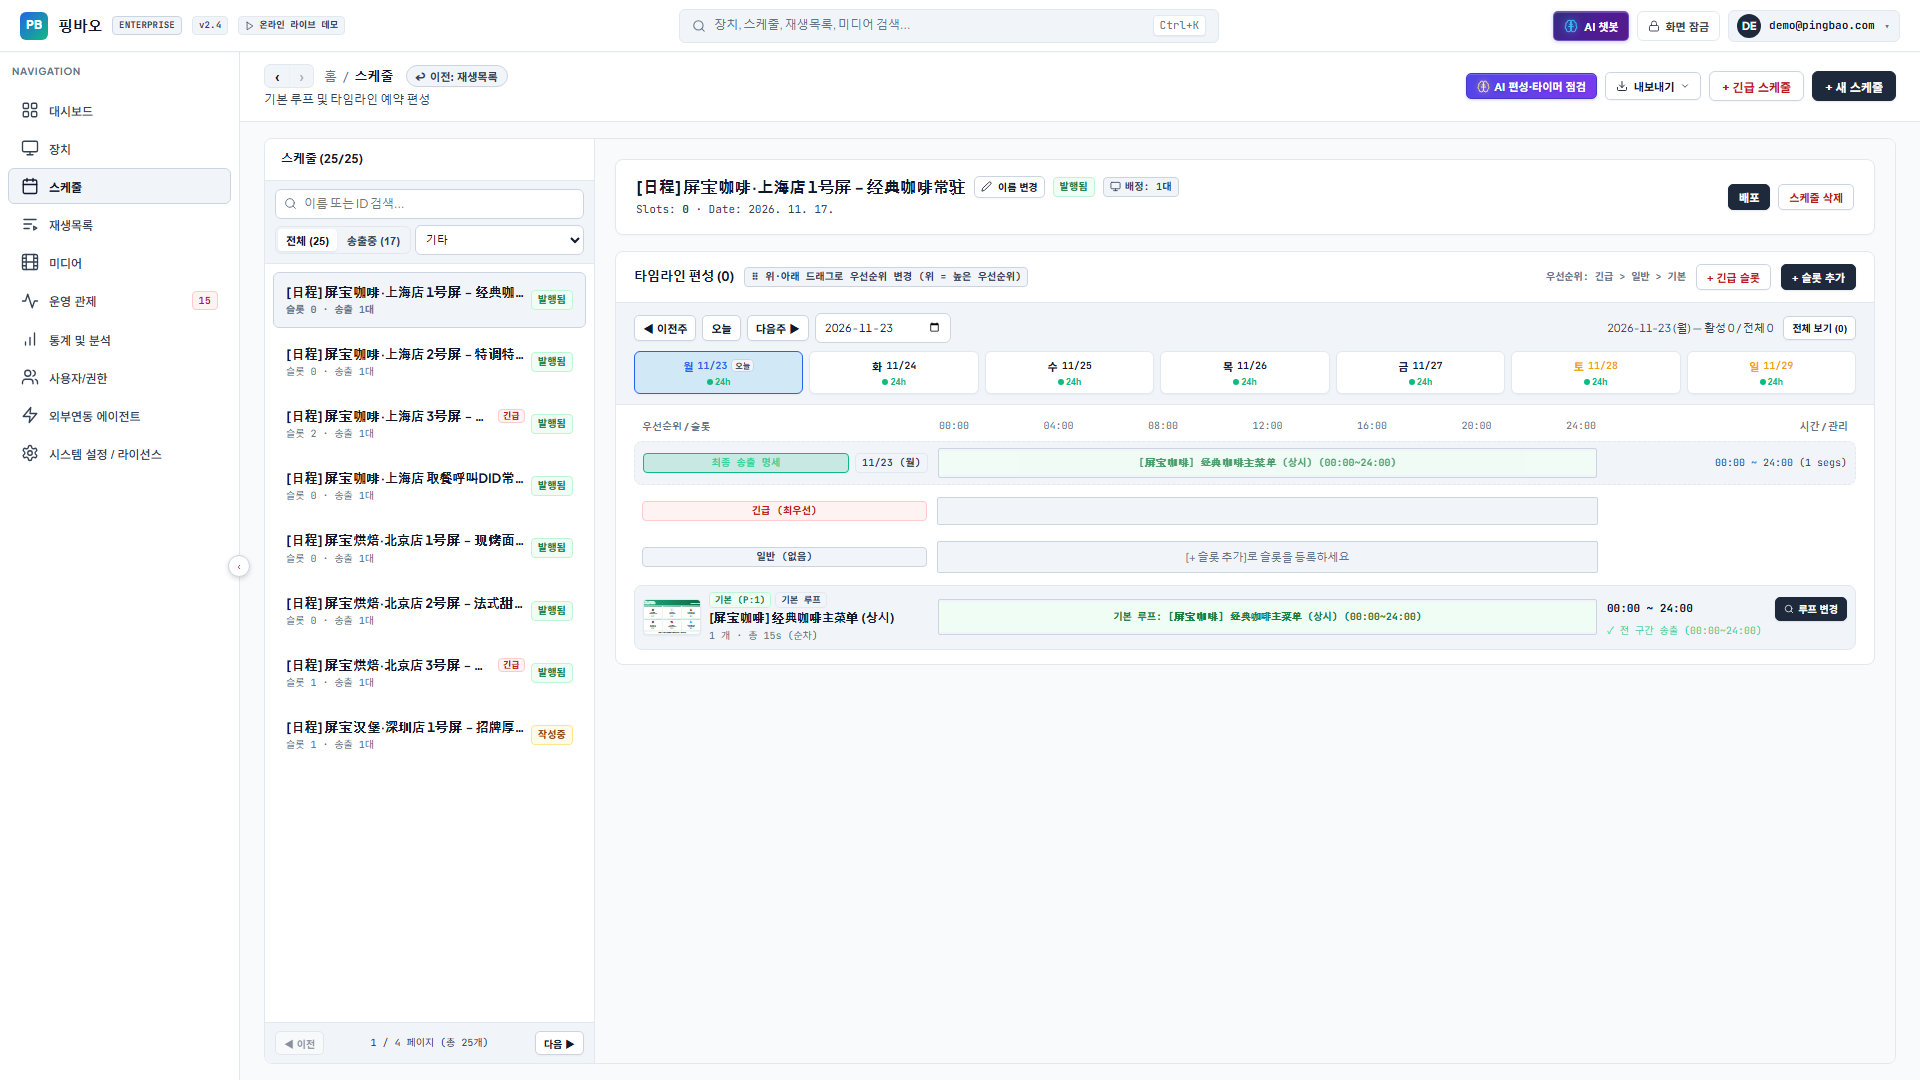 PB 핑바오 ENTERPRISE v2.4 온라인 라이브 데모
장치, 스케줄, 재생목록, 미디어 검색... Ctrl+K
AI 챗봇 화면 잠금 DE demo@pingbao.com
NAVIGATION
대시보드
장치
스케줄
재생목록
미디어
운영 관제 15
통계 및 분석
사용자/권한
외부연동 에이전트
시스템 설정 / 라이선스
‹ › 홈 / 스케줄 ↩ 이전: 재생목록
기본 루프 및 타임라인 예약 편성
AI 편성·타이머 점검 내보내기 + 긴급 스케줄 + 새 스케줄
스케줄 (25/25)
이름 또는 ID 검색...
전체 (25) 송출중 (17) 기타
[日程] 屏宝咖啡·上海店 1号屏 – 经典咖... 발행됨
슬롯 0 · 송출 1대
[日程] 屏宝咖啡·上海店 2号屏 – 特调特... 발행됨
슬롯 0 · 송출 1대
[日程] 屏宝咖啡·上海店 3号屏 – ... 긴급 발행됨
슬롯 2 · 송출 1대
[日程] 屏宝咖啡·上海店 取餐呼叫DID常... 발행됨
슬롯 0 · 송출 1대
[日程] 屏宝烘焙·北京店 1号屏 – 现烤面... 발행됨
슬롯 0 · 송출 1대
[日程] 屏宝烘焙·北京店 2号屏 – 法式甜... 발행됨
슬롯 0 · 송출 1대
[日程] 屏宝烘焙·北京店 3号屏 – ... 긴급 발행됨
슬롯 1 · 송출 1대
[日程] 屏宝汉堡·深圳店 1号屏 – 招牌厚... 작성중
슬롯 1 · 송출 1대
◀ 이전 1 / 4 페이지 (총 25개) 다음 ▶
[日程] 屏宝咖啡·上海店 1号屏 – 经典咖啡常驻 이름 변경 발행됨 배정: 1대
Slots: 0 · Date: 2026. 11. 17.
배포 스케줄 삭제
타임라인 편성 (0) ⠿ 위·아래 드래그로 우선순위 변경 (위 = 높은 우선순위)
우선순위: 긴급 > 일반 > 기본 + 긴급 슬롯 + 슬롯 추가
◀ 이전주 오늘 다음주 ▶ 2026-11-23
2026-11-23 (월) — 활성 0 / 전체 0 전체 보기 (0)
월 11/23 오늘 화 11/24 수 11/25 목 11/26 금 11/27 토 11/28 일 11/29
24h 24h 24h 24h 24h 24h 24h
우선순위 / 슬롯 00:00 04:00 08:00 12:00 16:00 20:00 24:00 시간 / 관리
최종 송출 명세 11/23 (월) [屏宝咖啡] 经典咖啡主菜单 (상시) (00:00~24:00) 00:00 ~ 24:00 (1 segs)
긴급 (최우선)
일반 (없음) [+ 슬롯 추가]로 슬롯을 등록하세요
기본 (P:1) 기본 루프
[屏宝咖啡] 经典咖啡主菜单 (상시)
1 개 · 총 15s (순차)
기본 루프: [屏宝咖啡] 经典咖啡主菜单 (상시) (00:00~24:00)
00:00 ~ 24:00 루프 변경
✓ 전 구간 송출 (00:00~24:00)